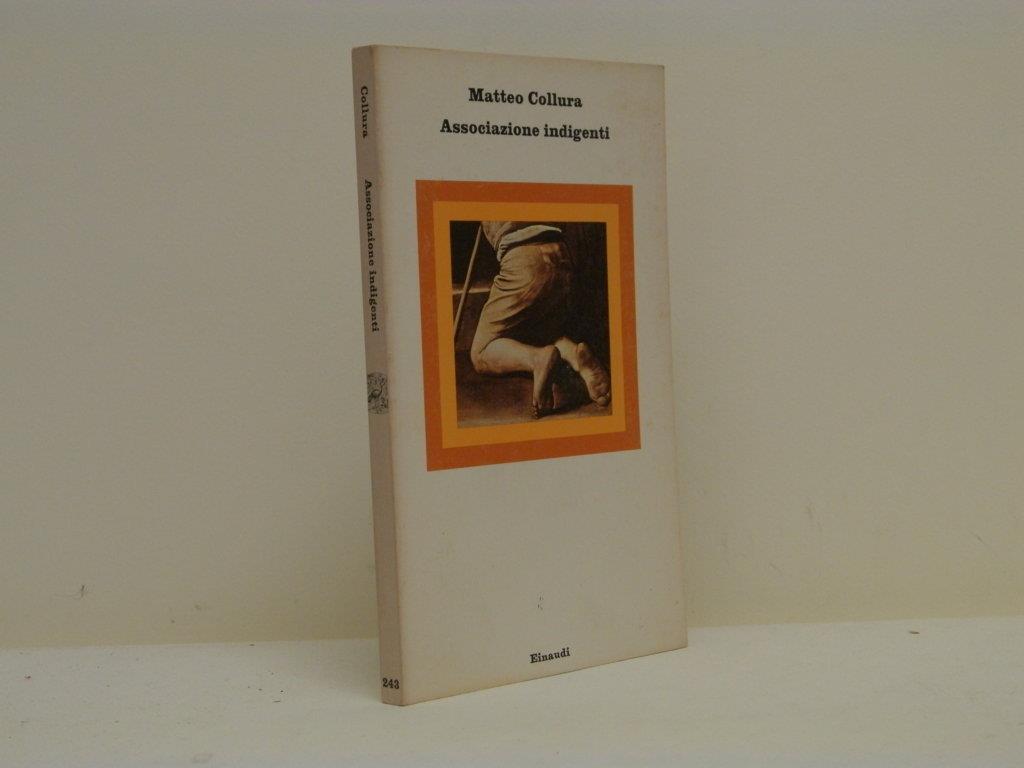 Matteo Collura
Associazione indigenti
Einaudi
Collura
Associazione indigenti
243